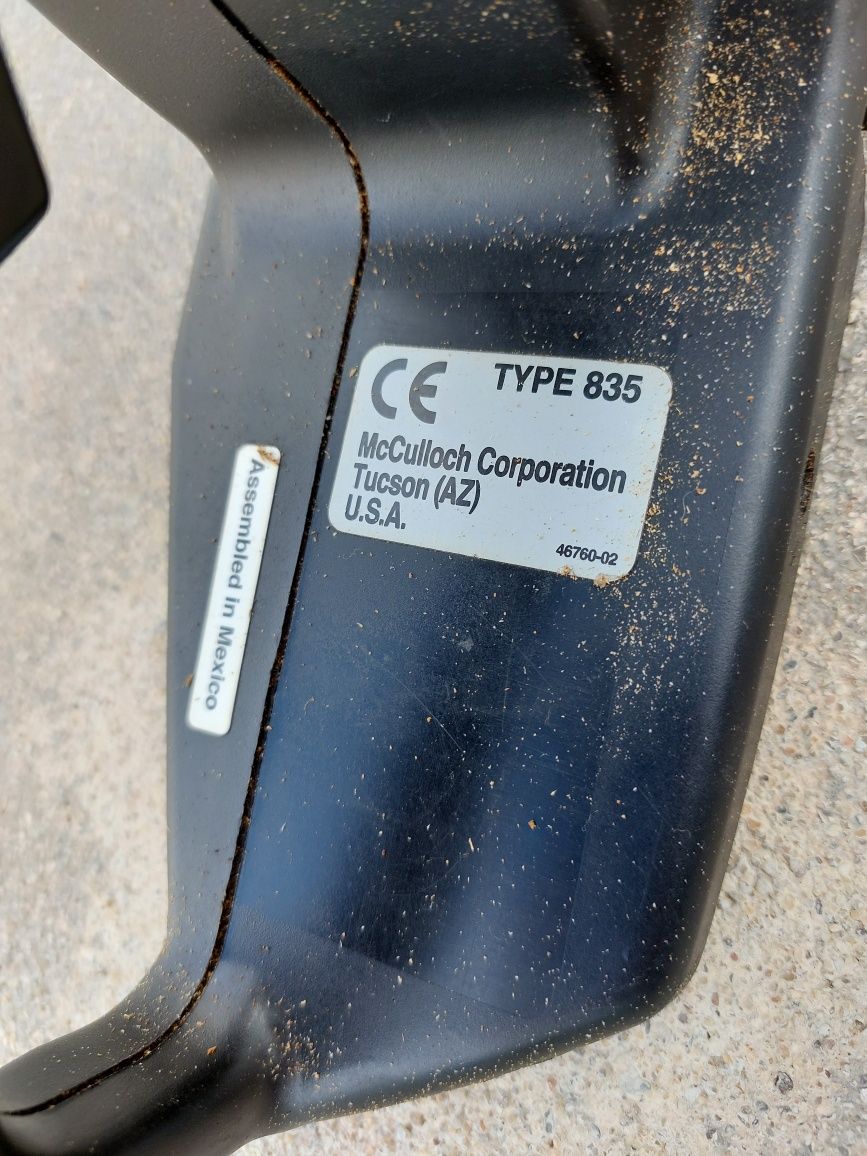 CE TYPE 835
McCulloch Corporation
Tucson (AZ)
U.S.A.
46760-02
Assembled in Mexico